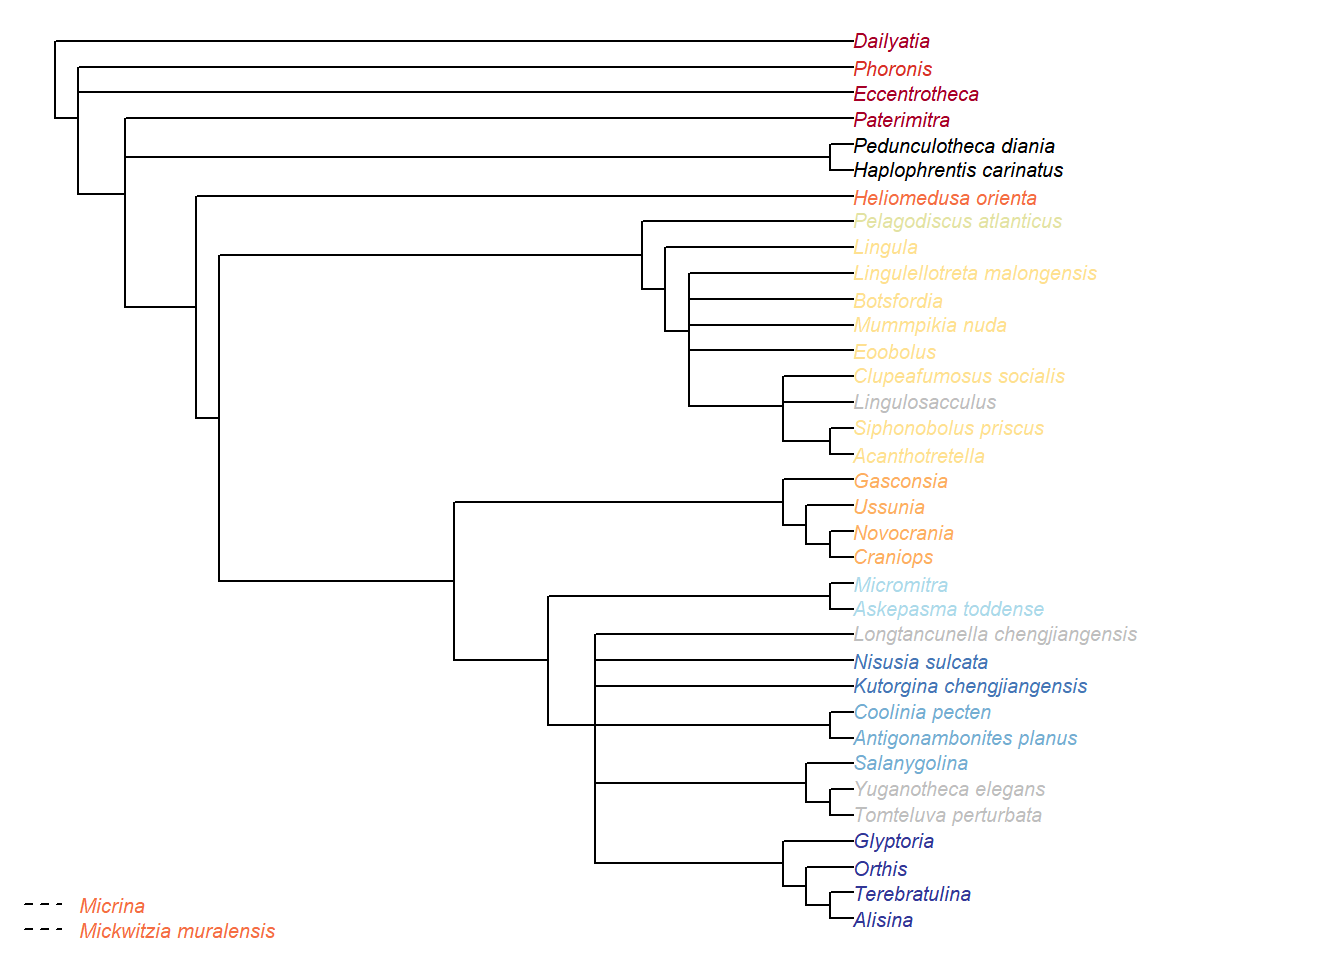 Dailyatia
Phoronis
Eccentrotheca
Paterimitra
Pedunculotheca diania
Haplophrentis carinatus
Heliomedusa orienta
Pelagodiscus atlanticus
Lingula
Lingulellotreta malongensis
Botsfordia
Mummpikia nuda
Eoobolus
Clupeafumosus socialis
Lingulosacculus
Siphonobolus priscus
Acanthotretella
Gasconsia
Ussunia
Novocrania
Craniops
Micromitra
Askepasma toddense
Longtancunella chengjiangensis
Nisusia sulcata
Kutorgina chengjiangensis
Coolinia pecten
Antigonambonites planus
Salanygolina
Yuganotheca elegans
Tomteluva perturbata
Glyptoria
Orthis
Terebratulina
Alisina
Micrina
Mickwitzia muralensis